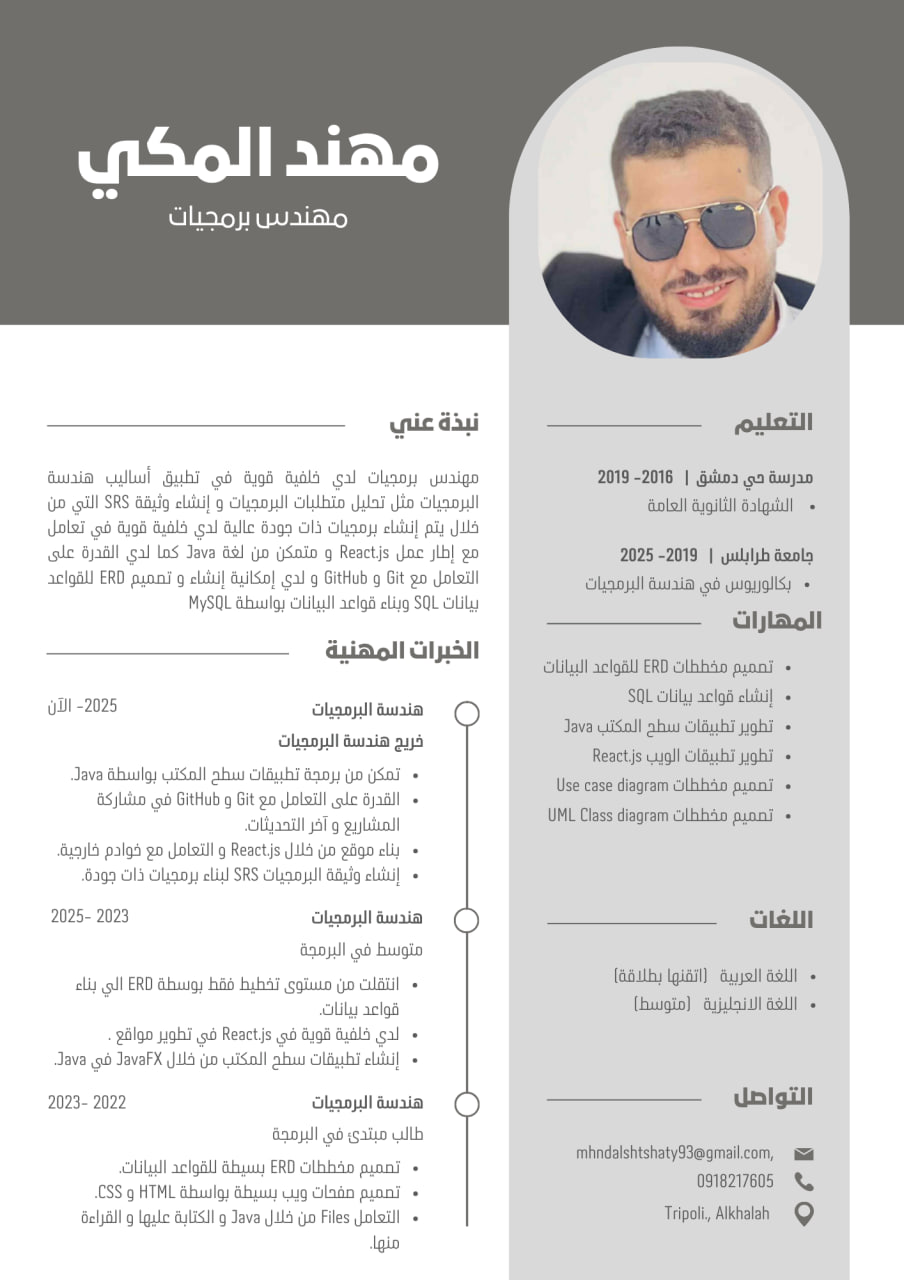 مهند المكي
مهندس برمجيات
نبذة عني
مهندس برمجيات لدي خلفية قوية في تطبيق أساليب هندسة
البرمجيات مثل تحليل متطلبات البرمجيات و إنشاء وثيقة SRS التي من
خلال يتم إنشاء برمجيات ذات جودة عالية لدي خلفية قوية في تعامل
مع إطار عمل React.js و متمكن من لغة Java كما لدي القدرة على
التعامل مع Git و GitHub و لدي إمكانية إنشاء و تصميم ERD للقواعد
بيانات SQL وبناء قواعد البيانات بواسطة MySQL
الخبرات المهنية
هندسة البرمجيات
2025- الآن
خريج هندسة البرمجيات
• تمكن من برمجة تطبيقات سطح المكتب بواسطة Java.
• القدرة على التعامل مع Git و GitHub في مشاركة
المشاريع و آخر التحديثات.
• بناء موقع من خلال React.js و التعامل مع خوادم خارجية.
• إنشاء وثيقة البرمجيات SRS لبناء برمجيات ذات جودة.
هندسة البرمجيات
2023 -2025
متوسط في البرمجة
• انتقلت من مستوى تخطيط فقط بوسطة ERD الي بناء
قواعد بيانات.
• لدي خلفية قوية في React.js في تطوير مواقع .
• إنشاء تطبيقات سطح المكتب من خلال JavaFX في Java.
هندسة البرمجيات
2022 -2023
طالب مبتدئ في البرمجة
• تصميم مخططات ERD بسيطة للقواعد البيانات.
• تصميم صفحات ويب بسيطة بواسطة HTML و CSS.
• التعامل Files من خلال Java و الكتابة عليها و القراءة
منها.
التعليم
مدرسة حي دمشق | 2016- 2019
• الشهادة الثانوية العامة
جامعة طرابلس | 2019- 2025
• بكالوريوس في هندسة البرمجيات
المهارات
• تصميم مخططات ERD للقواعد البيانات
• إنشاء قواعد بيانات SQL
• تطوير تطبيقات سطح المكتب Java
• تطوير تطبيقات الويب React.js
• تصميم مخططات Use case diagram
• تصميم مخططات UML Class diagram
اللغات
• اللغة العربية (اتقنها بطلاقة)
• اللغة الانجليزية (متوسط)
التواصل
mhndalshtshaty93@gmail.com,
0918217605
Tripoli., Alkhalah